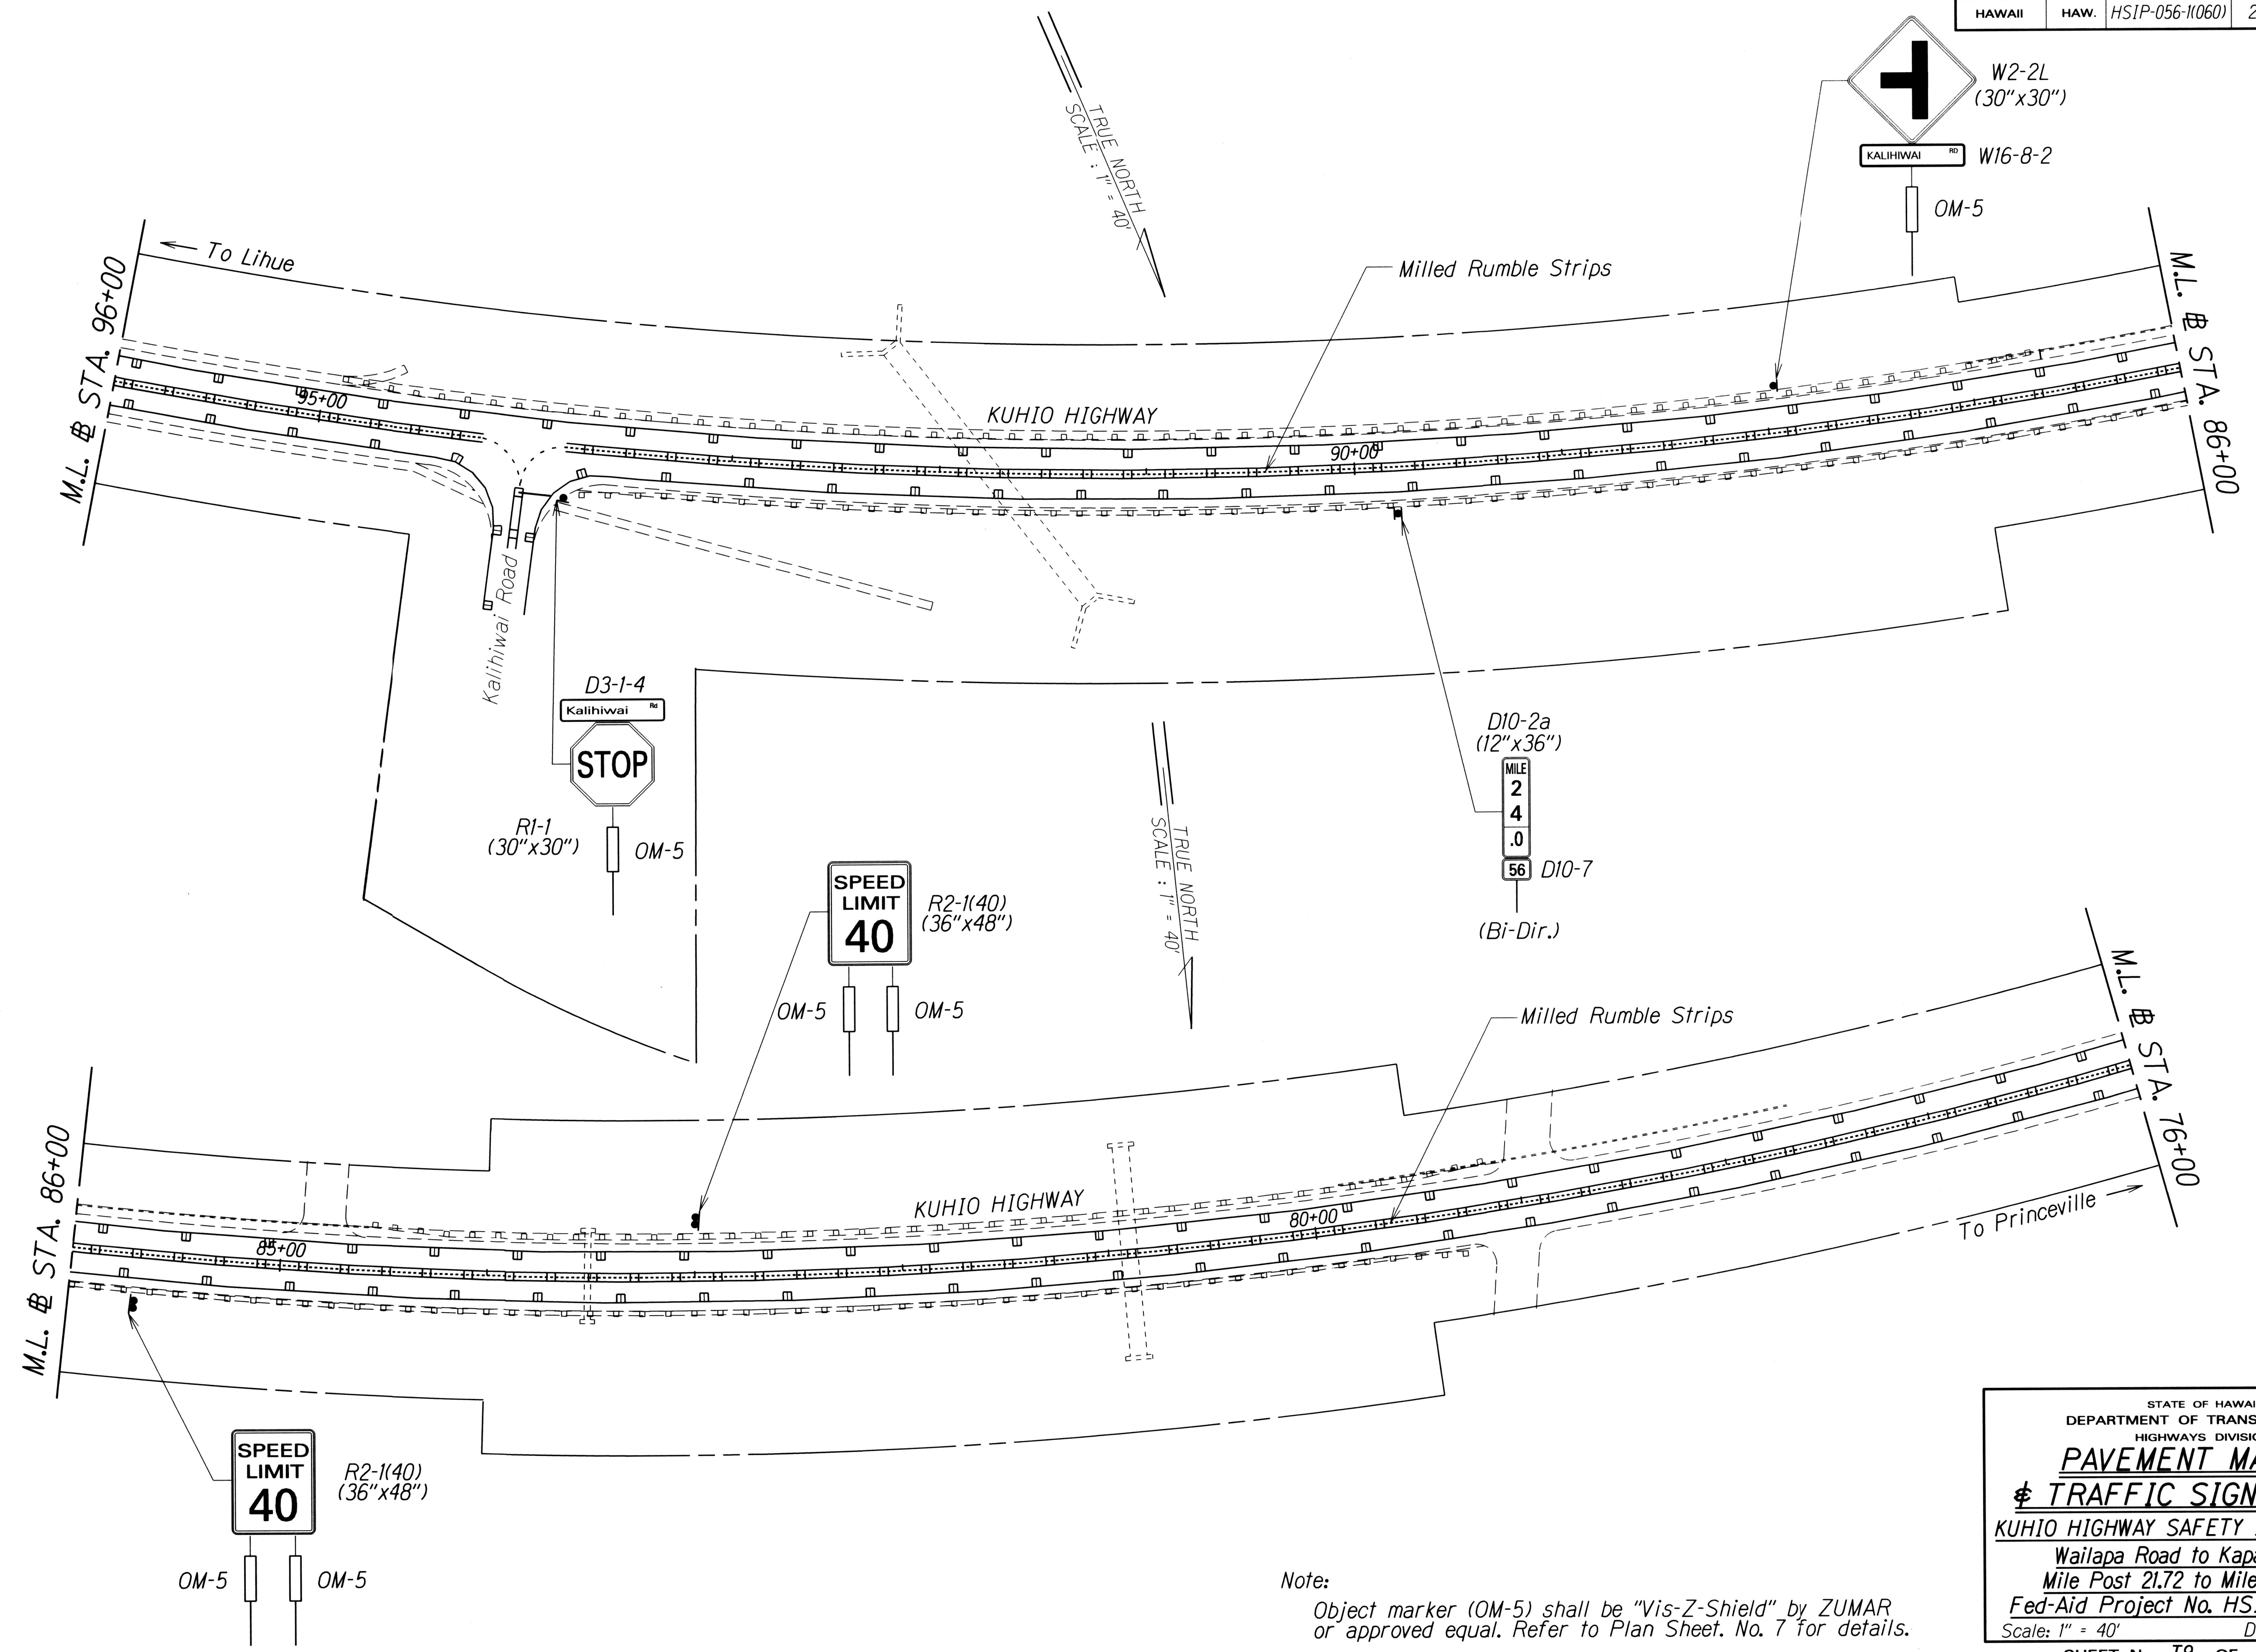 HAWAII HAW. HSIP-056-1(060) 2
W2-2L
(30"x30")
KALIHIWAI RD
W16-8-2
OM-5
TRUE NORTH
SCALE : 1" = 40'
To Lihue
Milled Rumble Strips
M.L. B STA. 96+00
M.L. B STA. 86+00
95+00
KUHIO HIGHWAY
90+00
Kalihiwai Road
D3-1-4
Kalihiwai Rd
STOP
R1-1
(30"x30")
OM-5
D10-2a
(12"x36")
MILE
2
4
.0
56
D10-7
(Bi-Dir.)
SPEED
LIMIT
40
R2-1(40)
(36"x48")
OM-5
OM-5
TRUE NORTH
SCALE : 1" = 40'
Milled Rumble Strips
M.L. B STA. 86+00
M.L. B STA. 76+00
85+00
KUHIO HIGHWAY
80+00
To Princeville
SPEED
LIMIT
40
R2-1(40)
(36"x48")
OM-5
OM-5
Note:
Object marker (OM-5) shall be "Vis-Z-Shield" by ZUMAR
or approved equal. Refer to Plan Sheet. No. 7 for details.
STATE OF HAWAI
DEPARTMENT OF TRANS
HIGHWAYS DIVISIO
PAVEMENT MA
& TRAFFIC SIGN
KUHIO HIGHWAY SAFETY
Wailapa Road to Kapa
Mile Post 21.72 to Mile
Fed-Aid Project No. HS
Scale: 1" = 40' D